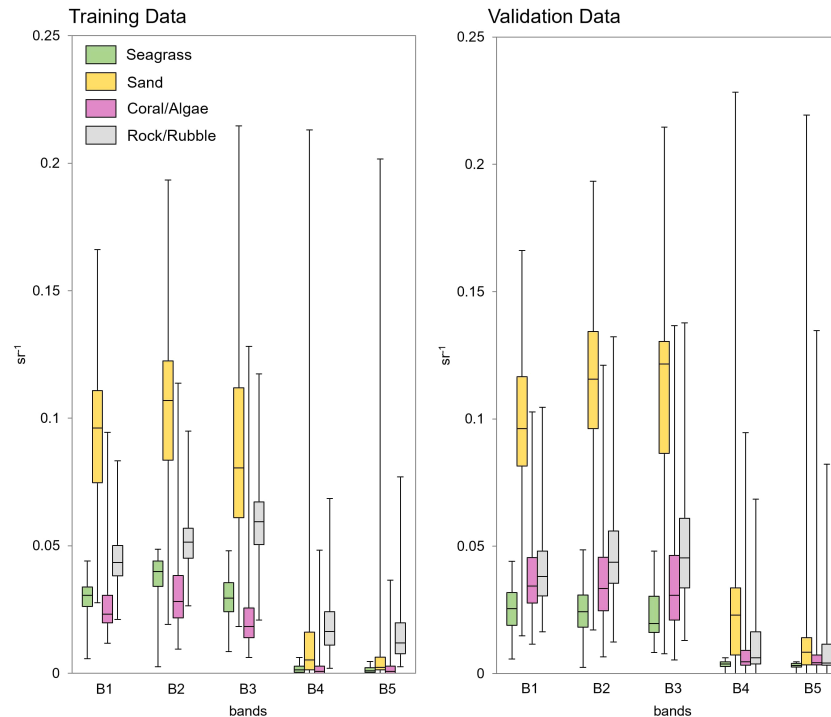 Training Data
0.25
0.2
0.15
0.1
0.05
0
sr⁻¹
Seagrass
Sand
Coral/Algae
Rock/Rubble
B1 B2 B3 B4 B5
bands
Validation Data
0.25
0.2
0.15
0.1
0.05
0
sr⁻¹
B1 B2 B3 B4 B5
bands